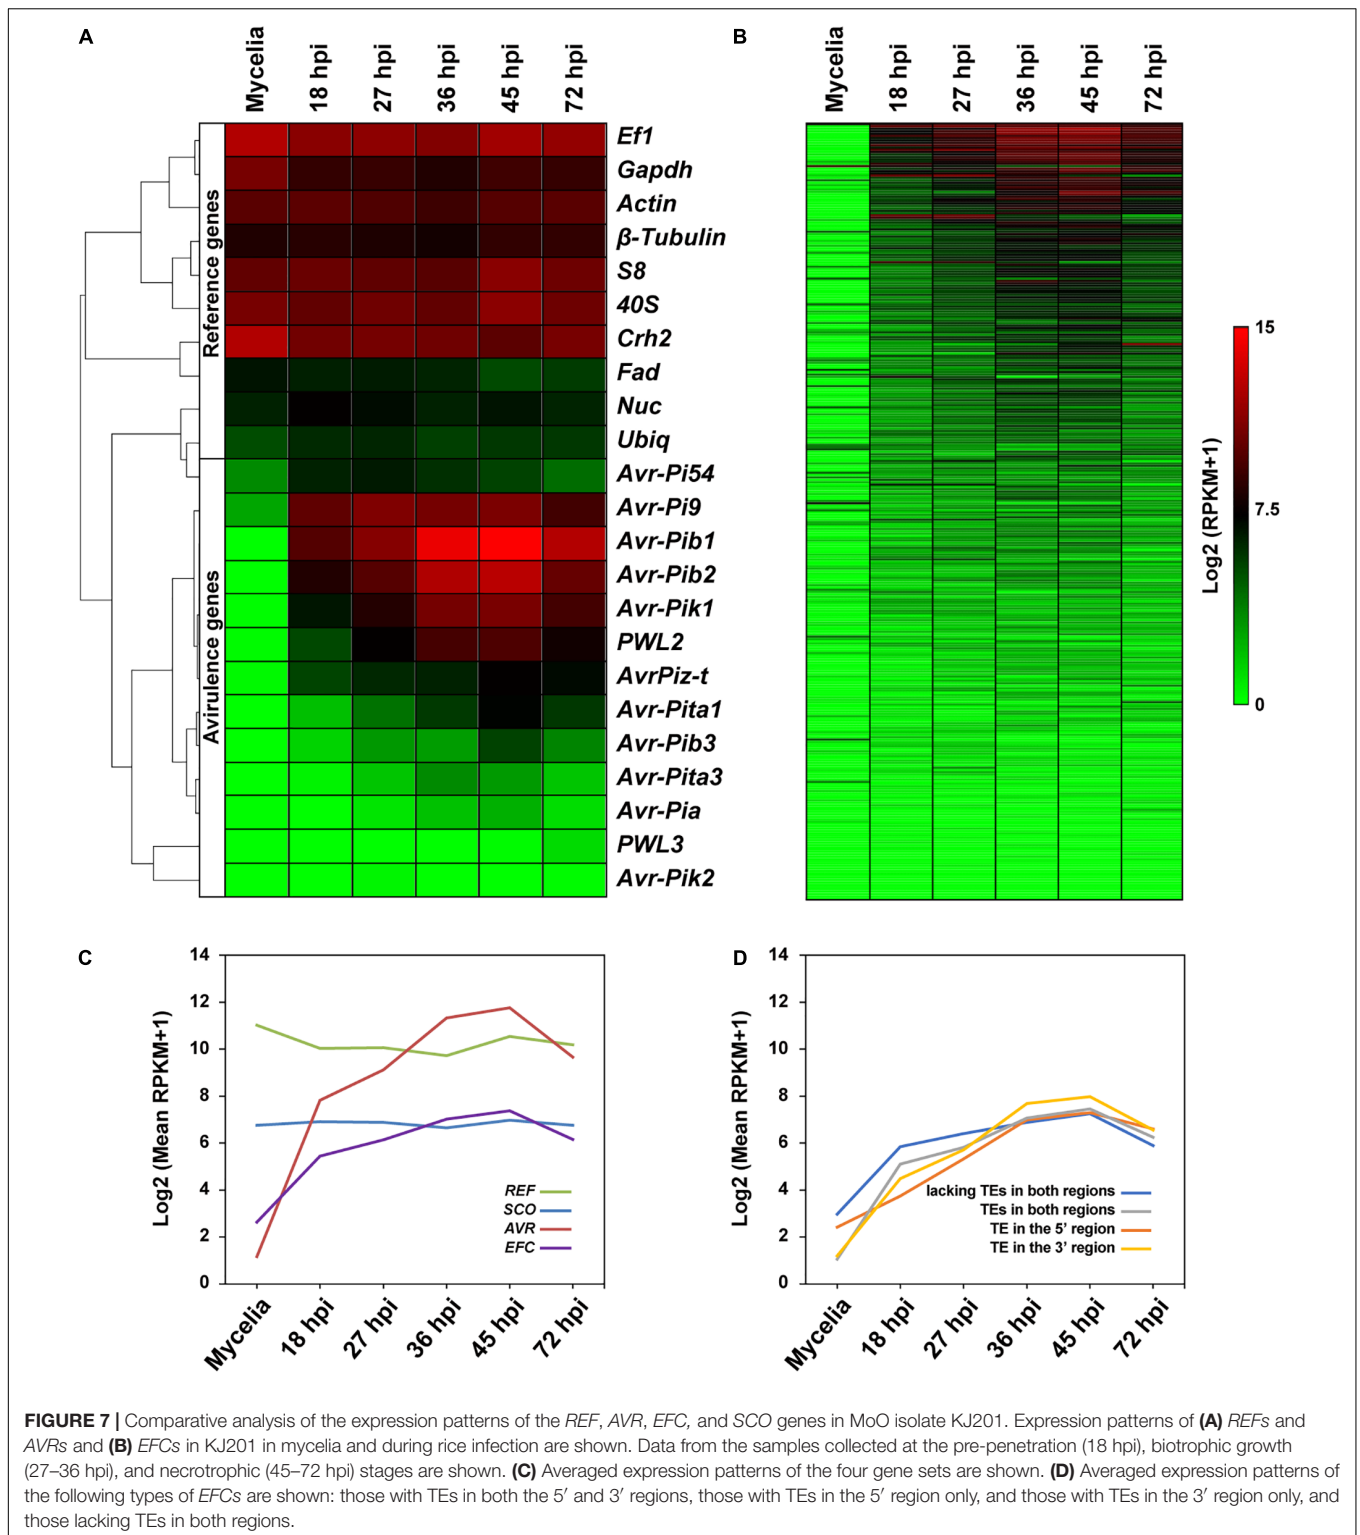 A
Mycelia
18 hpi
27 hpi
36 hpi
45 hpi
72 hpi
Reference genes
Avirulence genes
Ef1
Gapdh
Actin
β-Tubulin
S8
40S
Crh2
Fad
Nuc
Ubiq
Avr-Pi54
Avr-Pi9
Avr-Pib1
Avr-Pib2
Avr-Pik1
PWL2
AvrPiz-t
Avr-Pita1
Avr-Pib3
Avr-Pita3
Avr-Pia
PWL3
Avr-Pik2
B
Mycelia
18 hpi
27 hpi
36 hpi
45 hpi
72 hpi
15
7.5
0
Log2 (RPKM+1)
C
Log2 (Mean RPKM+1)
14
12
10
8
6
4
2
0
REF
SCO
AVR
EFC
Mycelia
18 hpi
27 hpi
36 hpi
45 hpi
72 hpi
D
Log2 (Mean RPKM+1)
14
12
10
8
6
4
2
0
lacking TEs in both regions
TEs in both regions
TE in the 5′ region
TE in the 3′ region
Mycelia
18 hpi
27 hpi
36 hpi
45 hpi
72 hpi
FIGURE 7 | Comparative analysis of the expression patterns of the REF, AVR, EFC, and SCO genes in MoO isolate KJ201. Expression patterns of (A) REFs and
AVRs and (B) EFCs in KJ201 in mycelia and during rice infection are shown. Data from the samples collected at the pre-penetration (18 hpi), biotrophic growth
(27–36 hpi), and necrotrophic (45–72 hpi) stages are shown. (C) Averaged expression patterns of the four gene sets are shown. (D) Averaged expression patterns of
the following types of EFCs are shown: those with TEs in both the 5′ and 3′ regions, those with TEs in the 5′ region only, and those with TEs in the 3′ region only, and
those lacking TEs in both regions.